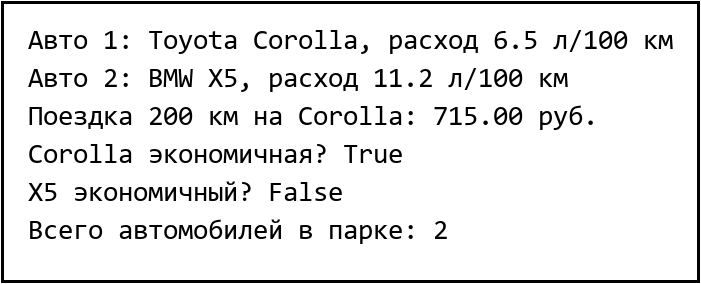 Авто 1: Toyota Corolla, расход 6.5 л/100 км
Авто 2: BMW X5, расход 11.2 л/100 км
Поездка 200 км на Corolla: 715.00 руб.
Corolla экономичная? True
X5 экономичный? False
Всего автомобилей в парке: 2